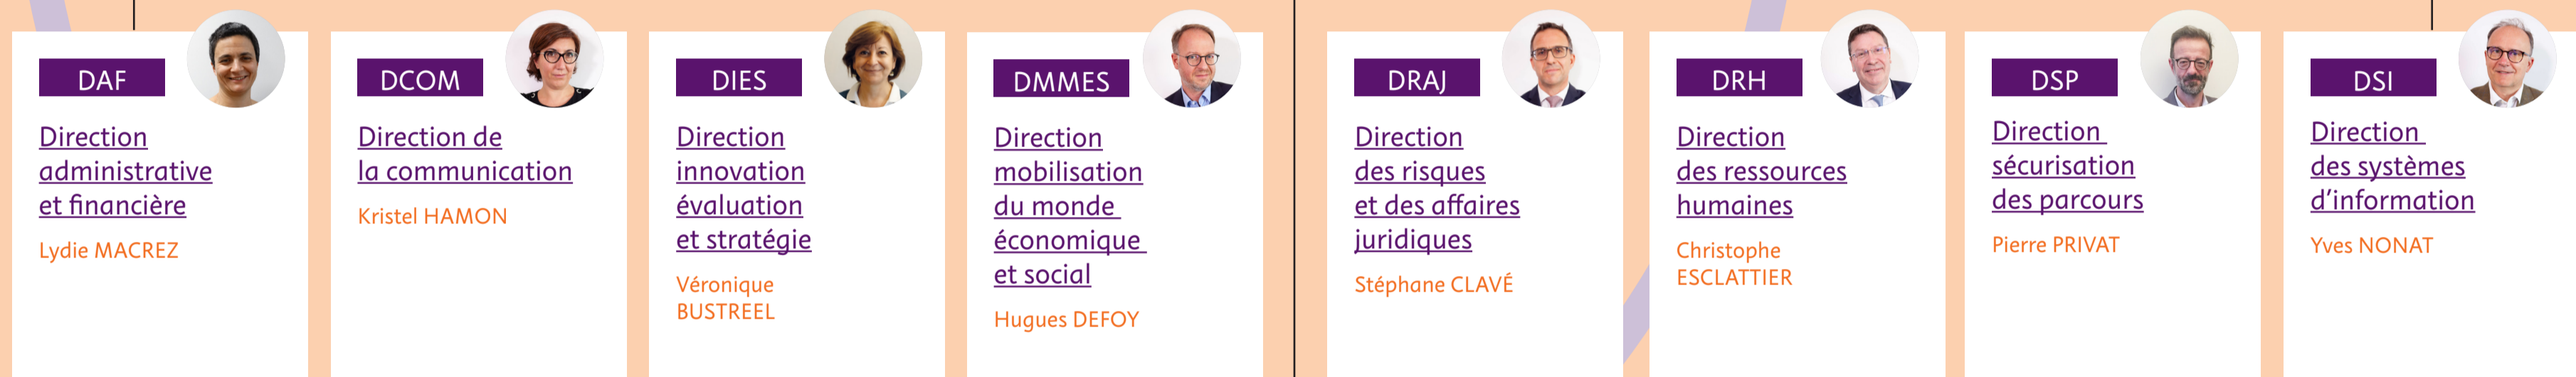 DAF
Direction
administrative
et financière
Lydie MACREZ
DCOM
Direction de
la communication
Kristel HAMON
DIES
Direction
innovation
évaluation
et stratégie
Véronique
BUSTREEL
DMMES
Direction
mobilisation
du monde
économique
et social
Hugues DEFOY
DRAJ
Direction
des risques
et des affaires
juridiques
Stéphane CLAVÉ
DRH
Direction
des ressources
humaines
Christophe
ESCLATTIER
DSP
Direction
sécurisation
des parcours
Pierre PRIVAT
DSI
Direction
des systèmes
d’information
Yves NONAT